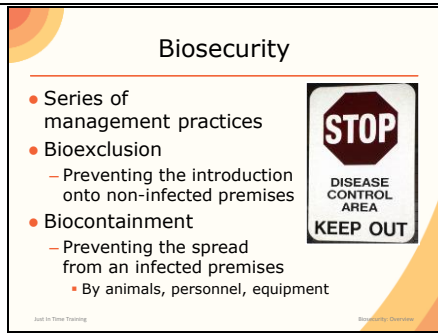 Biosecurity
Series of
management practices
Bioexclusion
– Preventing the introduction
onto non-infected premises
Biocontainment
– Preventing the spread
from an infected premises
By animals, personnel, equipment
STOP
DISEASE
CONTROL
AREA
KEEP OUT
Just In Time Training
Biosecurity: Overview